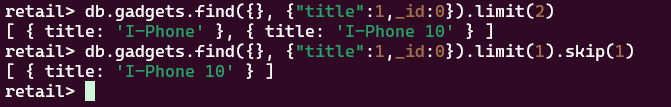 retail> db.gadgets.find({}, {"title":1,_id:0}).limit(2)
[ { title: 'I-Phone' }, { title: 'I-Phone 10' } ]
retail> db.gadgets.find({}, {"title":1,_id:0}).limit(1).skip(1)
[ { title: 'I-Phone 10' } ]
retail>